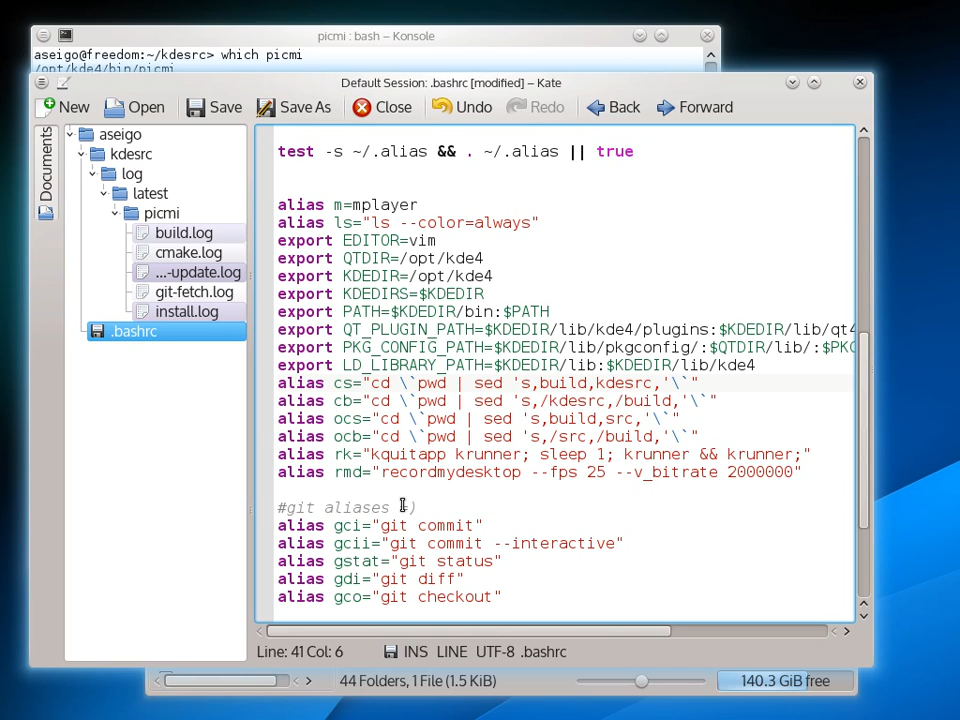 picmi : bash – Konsole
aseigo@freedom:~/kdesrc> which picmi
/opt/kde4/bin/picmi
Default Session: .bashrc [modified] – Kate
New Open Save Save As Close Undo Redo Back Forward
Documents
aseigo
kdesrc
log
latest
picmi
build.log
cmake.log
...-update.log
git-fetch.log
install.log
.bashrc
test -s ~/.alias && . ~/.alias || true
alias m=mplayer
alias ls="ls --color=always"
export EDITOR=vim
export QTDIR=/opt/kde4
export KDEDIR=/opt/kde4
export KDEDIRS=$KDEDIR
export PATH=$KDEDIR/bin:$PATH
export QT_PLUGIN_PATH=$KDEDIR/lib/kde4/plugins:$KDEDIR/lib/qt4
export PKG_CONFIG_PATH=$KDEDIR/lib/pkgconfig/:$QTDIR/lib/:$PKG
export LD_LIBRARY_PATH=$KDEDIR/lib:$KDEDIR/lib/kde4
alias cs="cd \`pwd | sed 's,build,kdesrc,'\`"
alias cb="cd \`pwd | sed 's,/kdesrc,/build,'\`"
alias ocs="cd \`pwd | sed 's,build,src,'\`"
alias ocb="cd \`pwd | sed 's,/src,/build,'\`"
alias rk="kquitapp krunner; sleep 1; krunner && krunner;"
alias rmd="recordmydesktop --fps 25 --v_bitrate 2000000"
#git aliases )
alias gci="git commit"
alias gcii="git commit --interactive"
alias gstat="git status"
alias gdi="git diff"
alias gco="git checkout"
Line: 41 Col: 6 INS LINE UTF-8 .bashrc
44 Folders, 1 File (1.5 KiB) 140.3 GiB free